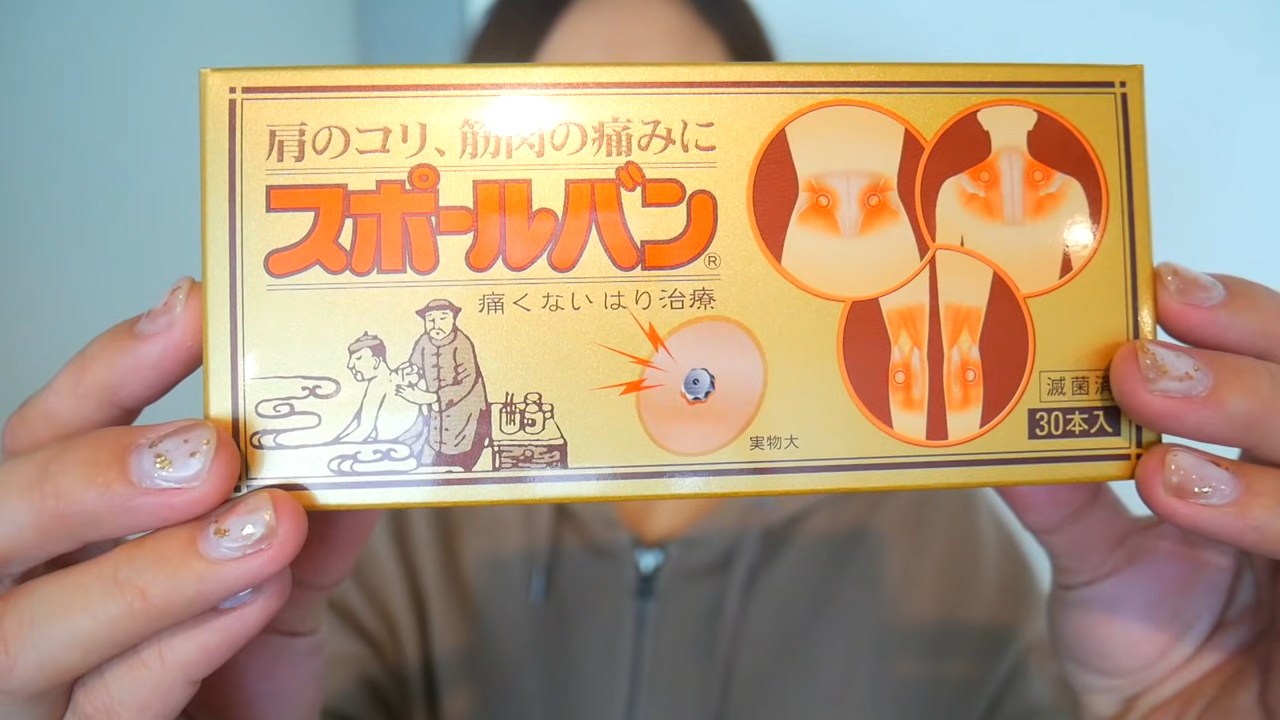 肩のコリ、筋肉の痛みに
スポールバン®
痛くないはり治療
実物大
滅菌済
30本入